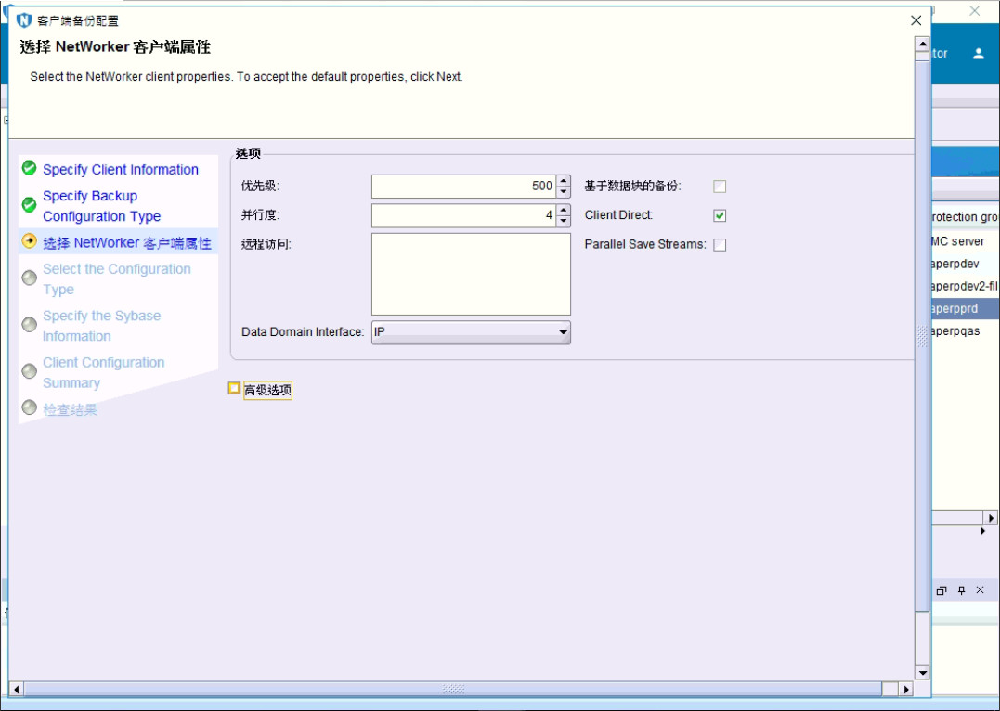 客户端备份配置
选择 NetWorker 客户端属性
Select the NetWorker client properties. To accept the default properties, click Next.
tor
Specify Client Information
Specify Backup
Configuration Type
选择 NetWorker 客户端属性
Select the Configuration
Type
Specify the Sybase
Information
Client Configuration
Summary
检查结果
选项
优先级: 500
基于数据块的备份:
并行度: 4
Client Direct:
远程访问:
Parallel Save Streams:
Data Domain Interface: IP
高级选项
rotection gro
MC server
aperpdev
aperpdev2-fil
aperpprd
aperpqas